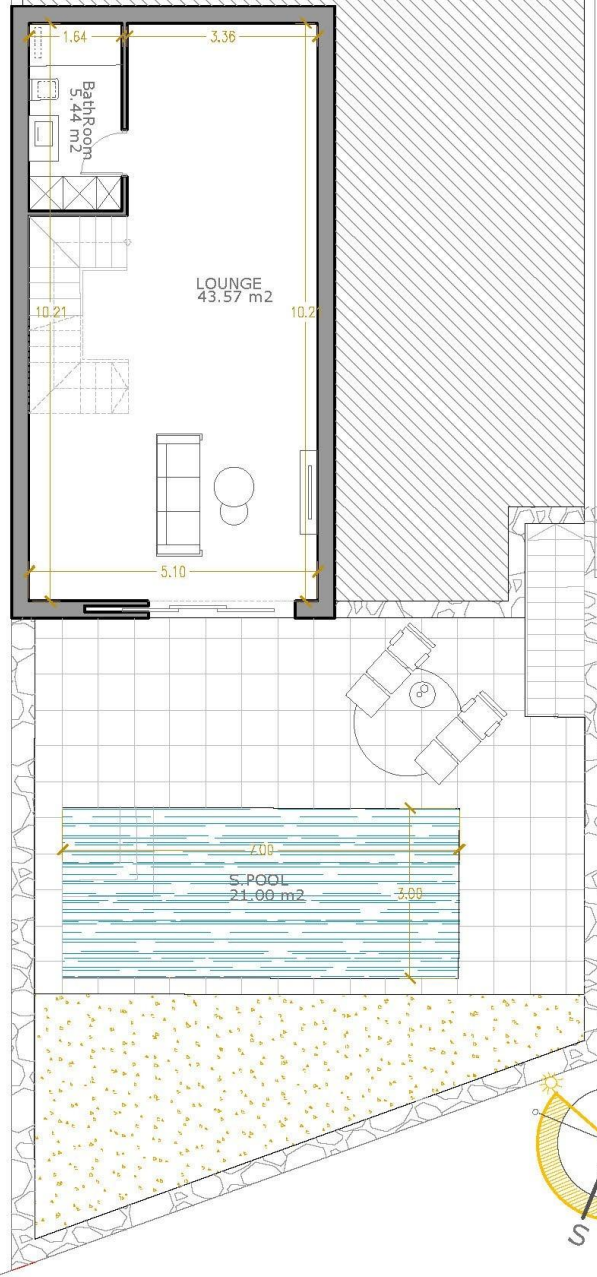 1.64
3.36
BathRoom
5.44 m2
LOUNGE
43.57 m2
10.21
10.21
5.10
7.00
S.POOL
21.00 m2
3.00
S